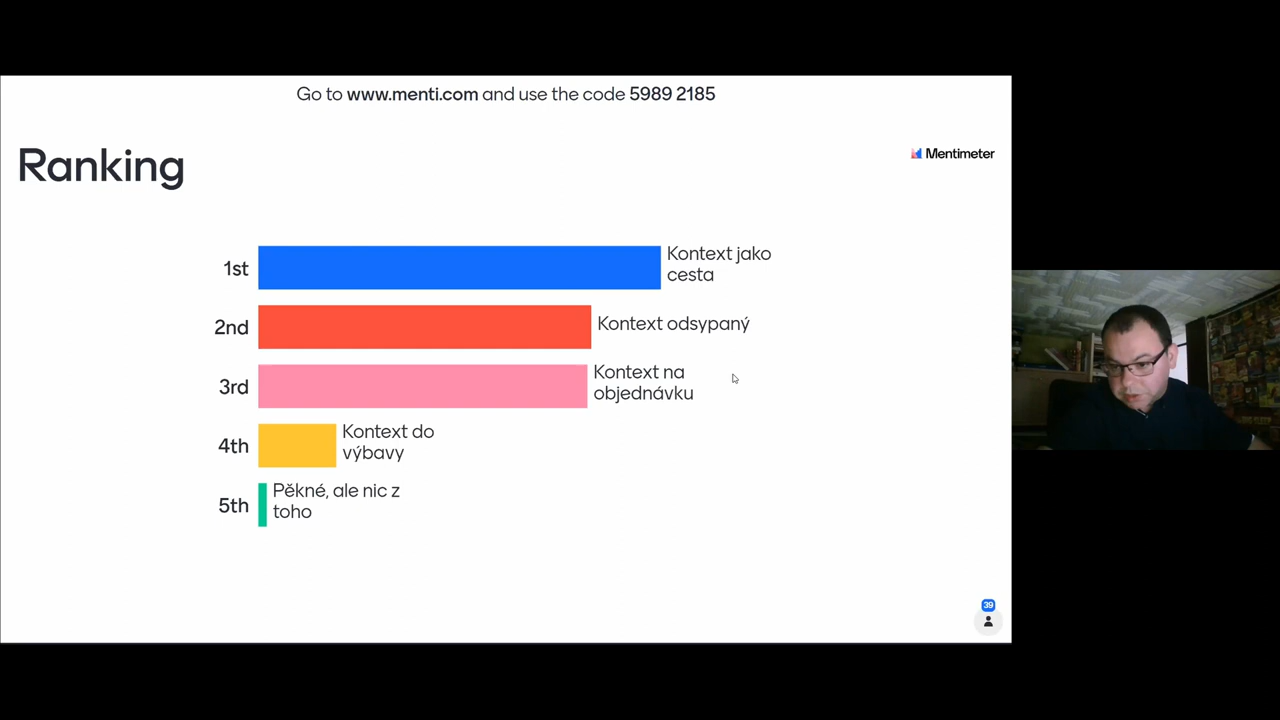 Go to www.menti.com and use the code 5989 2185
Ranking
Mentimeter
1st
Kontext jako
cesta
2nd
Kontext odsypaný
3rd
Kontext na
objednávku
4th
Kontext do
výbavy
5th
Pěkné, ale nic z
toho
39